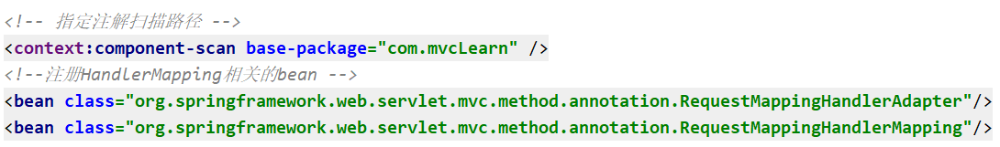 <!-- 指定注解扫描路径 -->
<context:component-scan base-package="com.mvcLearn" />
<!--注册HandlerMapping相关的bean -->
<bean class="org.springframework.web.servlet.mvc.method.annotation.RequestMappingHandlerAdapter"/>
<bean class="org.springframework.web.servlet.mvc.method.annotation.RequestMappingHandlerMapping"/>